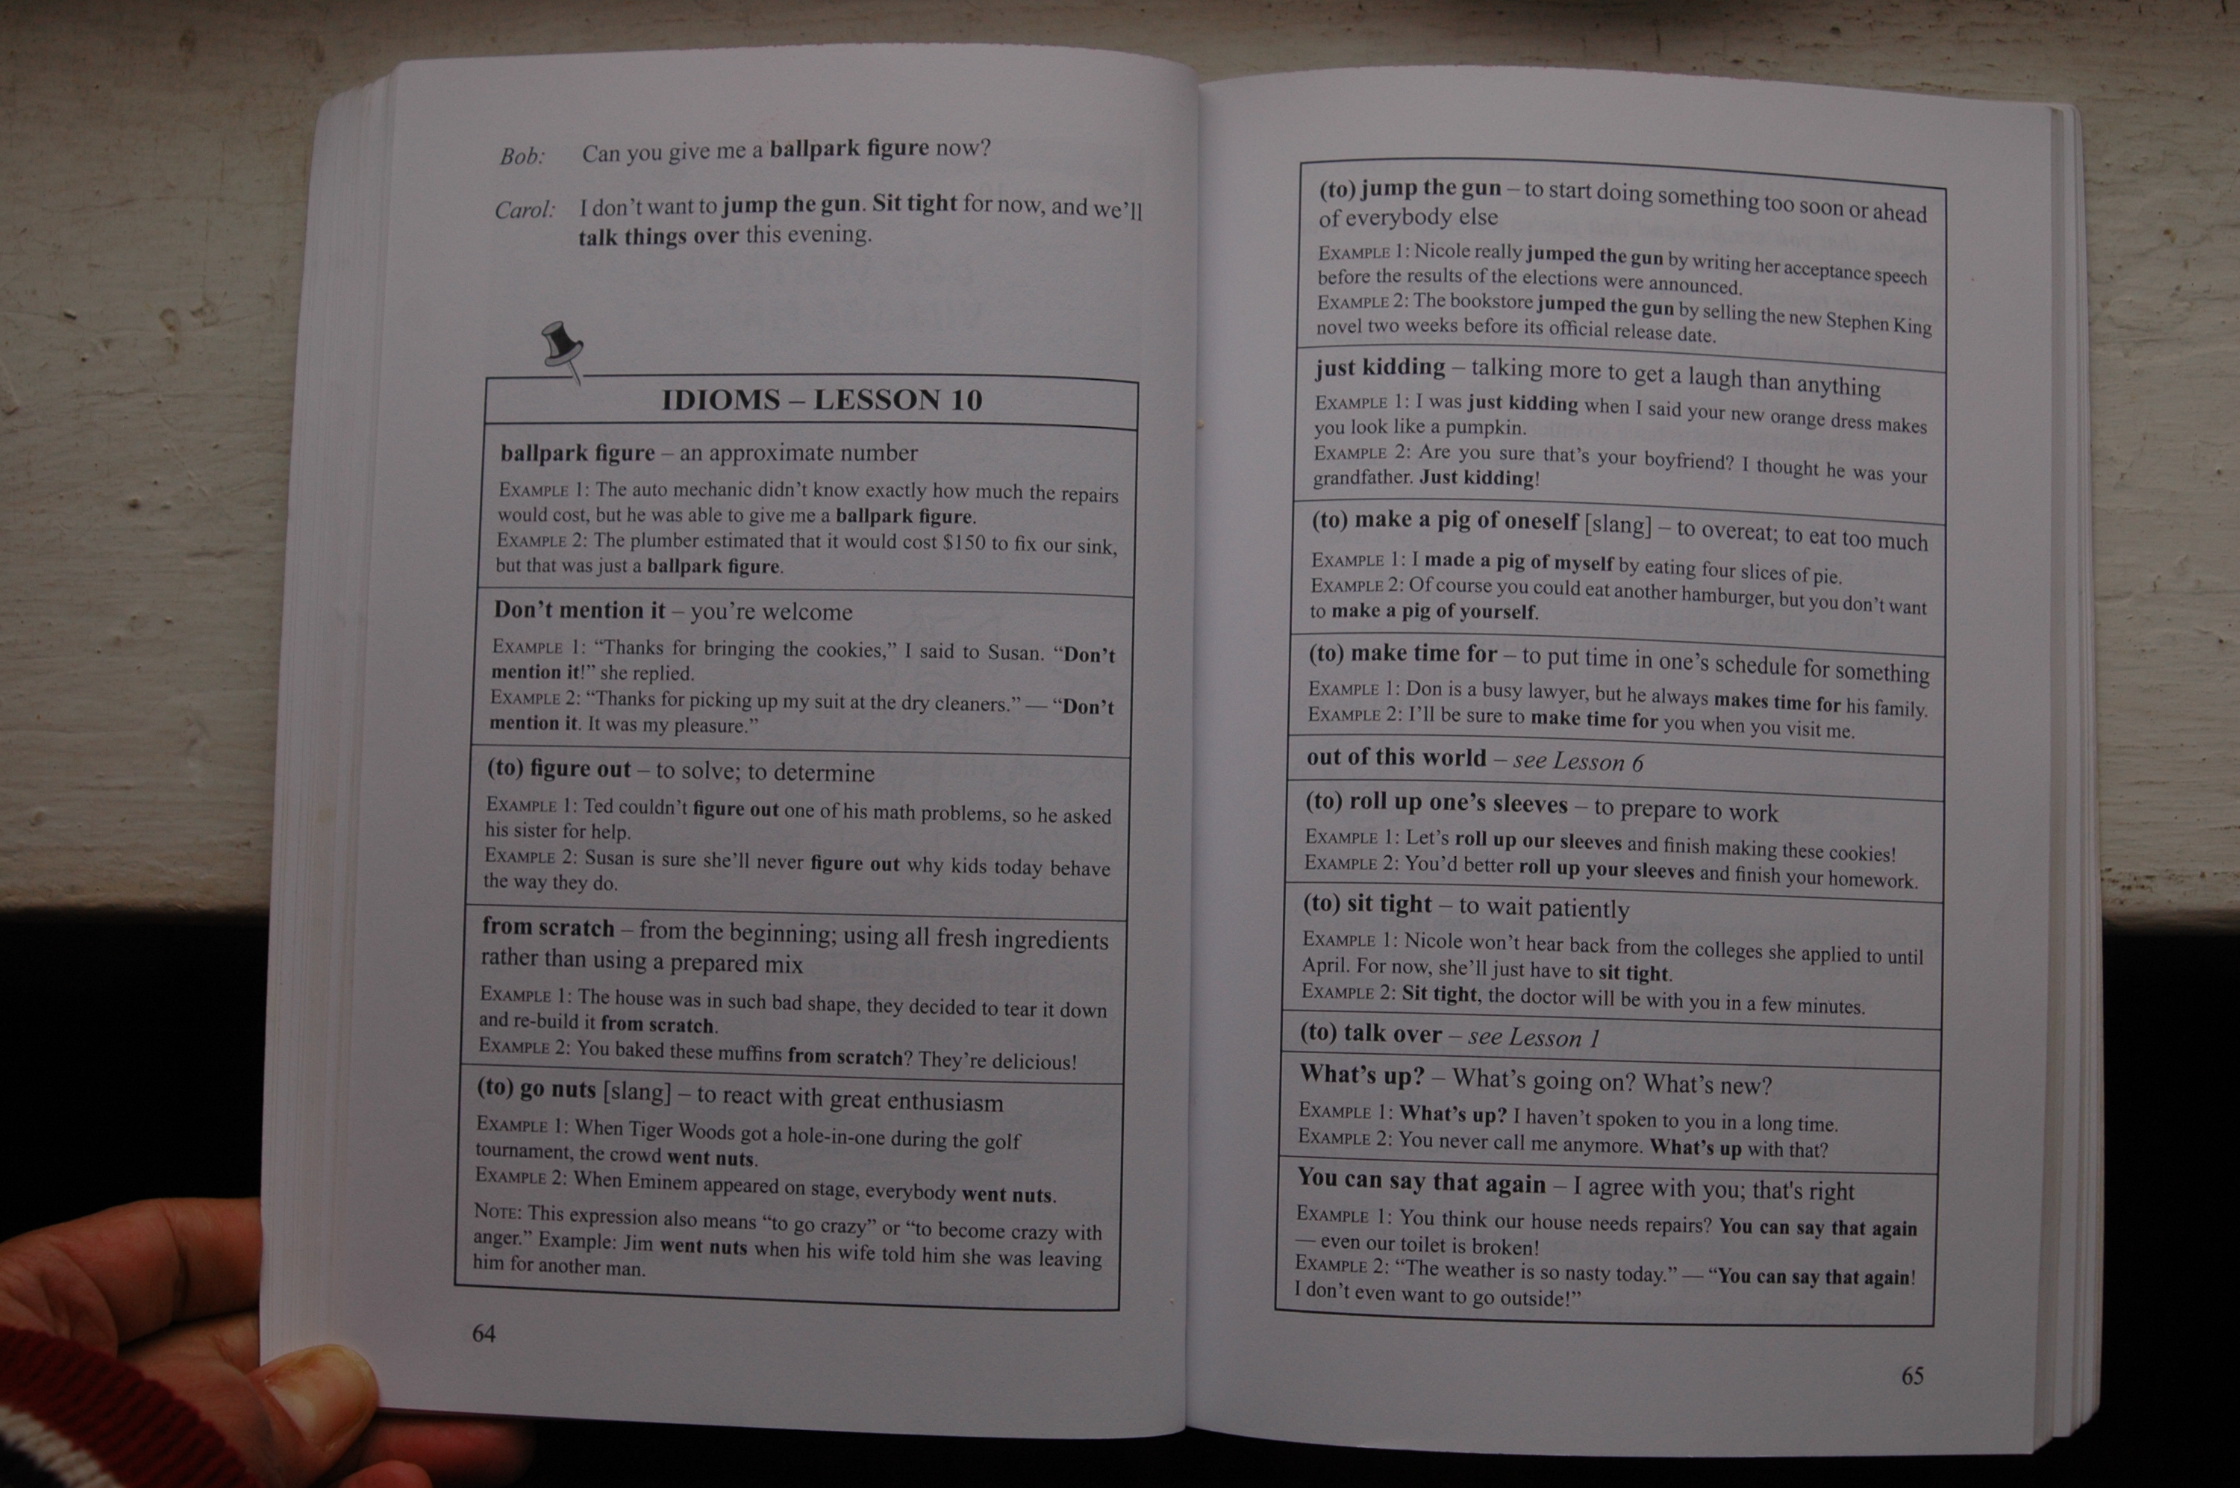 Bob: Can you give me a ballpark figure now?
Carol: I don't want to jump the gun. Sit tight for now, and we'll
talk things over this evening.
IDIOMS – LESSON 10
ballpark figure – an approximate number
EXAMPLE 1: The auto mechanic didn't know exactly how much the repairs
would cost, but he was able to give me a ballpark figure.
EXAMPLE 2: The plumber estimated that it would cost $150 to fix our sink,
but that was just a ballpark figure.
Don't mention it – you're welcome
EXAMPLE 1: “Thanks for bringing the cookies,” I said to Susan. “Don't
mention it!” she replied.
EXAMPLE 2: “Thanks for picking up my suit at the dry cleaners.” — “Don't
mention it. It was my pleasure.”
(to) figure out – to solve; to determine
EXAMPLE 1: Ted couldn't figure out one of his math problems, so he asked
his sister for help.
EXAMPLE 2: Susan is sure she'll never figure out why kids today behave
the way they do.
from scratch – from the beginning; using all fresh ingredients
rather than using a prepared mix
EXAMPLE 1: The house was in such bad shape, they decided to tear it down
and re-build it from scratch.
EXAMPLE 2: You baked these muffins from scratch? They're delicious!
(to) go nuts [slang] – to react with great enthusiasm
EXAMPLE 1: When Tiger Woods got a hole-in-one during the golf
tournament, the crowd went nuts.
EXAMPLE 2: When Eminem appeared on stage, everybody went nuts.
NOTE: This expression also means “to go crazy” or “to become crazy with
anger.” Example: Jim went nuts when his wife told him she was leaving
him for another man.
64
(to) jump the gun – to start doing something too soon or ahead
of everybody else
EXAMPLE 1: Nicole really jumped the gun by writing her acceptance speech
before the results of the elections were announced.
EXAMPLE 2: The bookstore jumped the gun by selling the new Stephen King
novel two weeks before its official release date.
just kidding – talking more to get a laugh than anything
EXAMPLE 1: I was just kidding when I said your new orange dress makes
you look like a pumpkin.
EXAMPLE 2: Are you sure that's your boyfriend? I thought he was your
grandfather. Just kidding!
(to) make a pig of oneself [slang] – to overeat; to eat too much
EXAMPLE 1: I made a pig of myself by eating four slices of pie.
EXAMPLE 2: Of course you could eat another hamburger, but you don't want
to make a pig of yourself.
(to) make time for – to put time in one's schedule for something
EXAMPLE 1: Don is a busy lawyer, but he always makes time for his family.
EXAMPLE 2: I'll be sure to make time for you when you visit me.
out of this world – see Lesson 6
(to) roll up one's sleeves – to prepare to work
EXAMPLE 1: Let's roll up our sleeves and finish making these cookies!
EXAMPLE 2: You'd better roll up your sleeves and finish your homework.
(to) sit tight – to wait patiently
EXAMPLE 1: Nicole won't hear back from the colleges she applied to until
April. For now, she'll just have to sit tight.
EXAMPLE 2: Sit tight, the doctor will be with you in a few minutes.
(to) talk over – see Lesson 1
What's up? – What's going on? What's new?
EXAMPLE 1: What's up? I haven't spoken to you in a long time.
EXAMPLE 2: You never call me anymore. What's up with that?
You can say that again – I agree with you; that's right
EXAMPLE 1: You think our house needs repairs? You can say that again
— even our toilet is broken!
EXAMPLE 2: “The weather is so nasty today.” — “You can say that again!
I don't even want to go outside!”
65